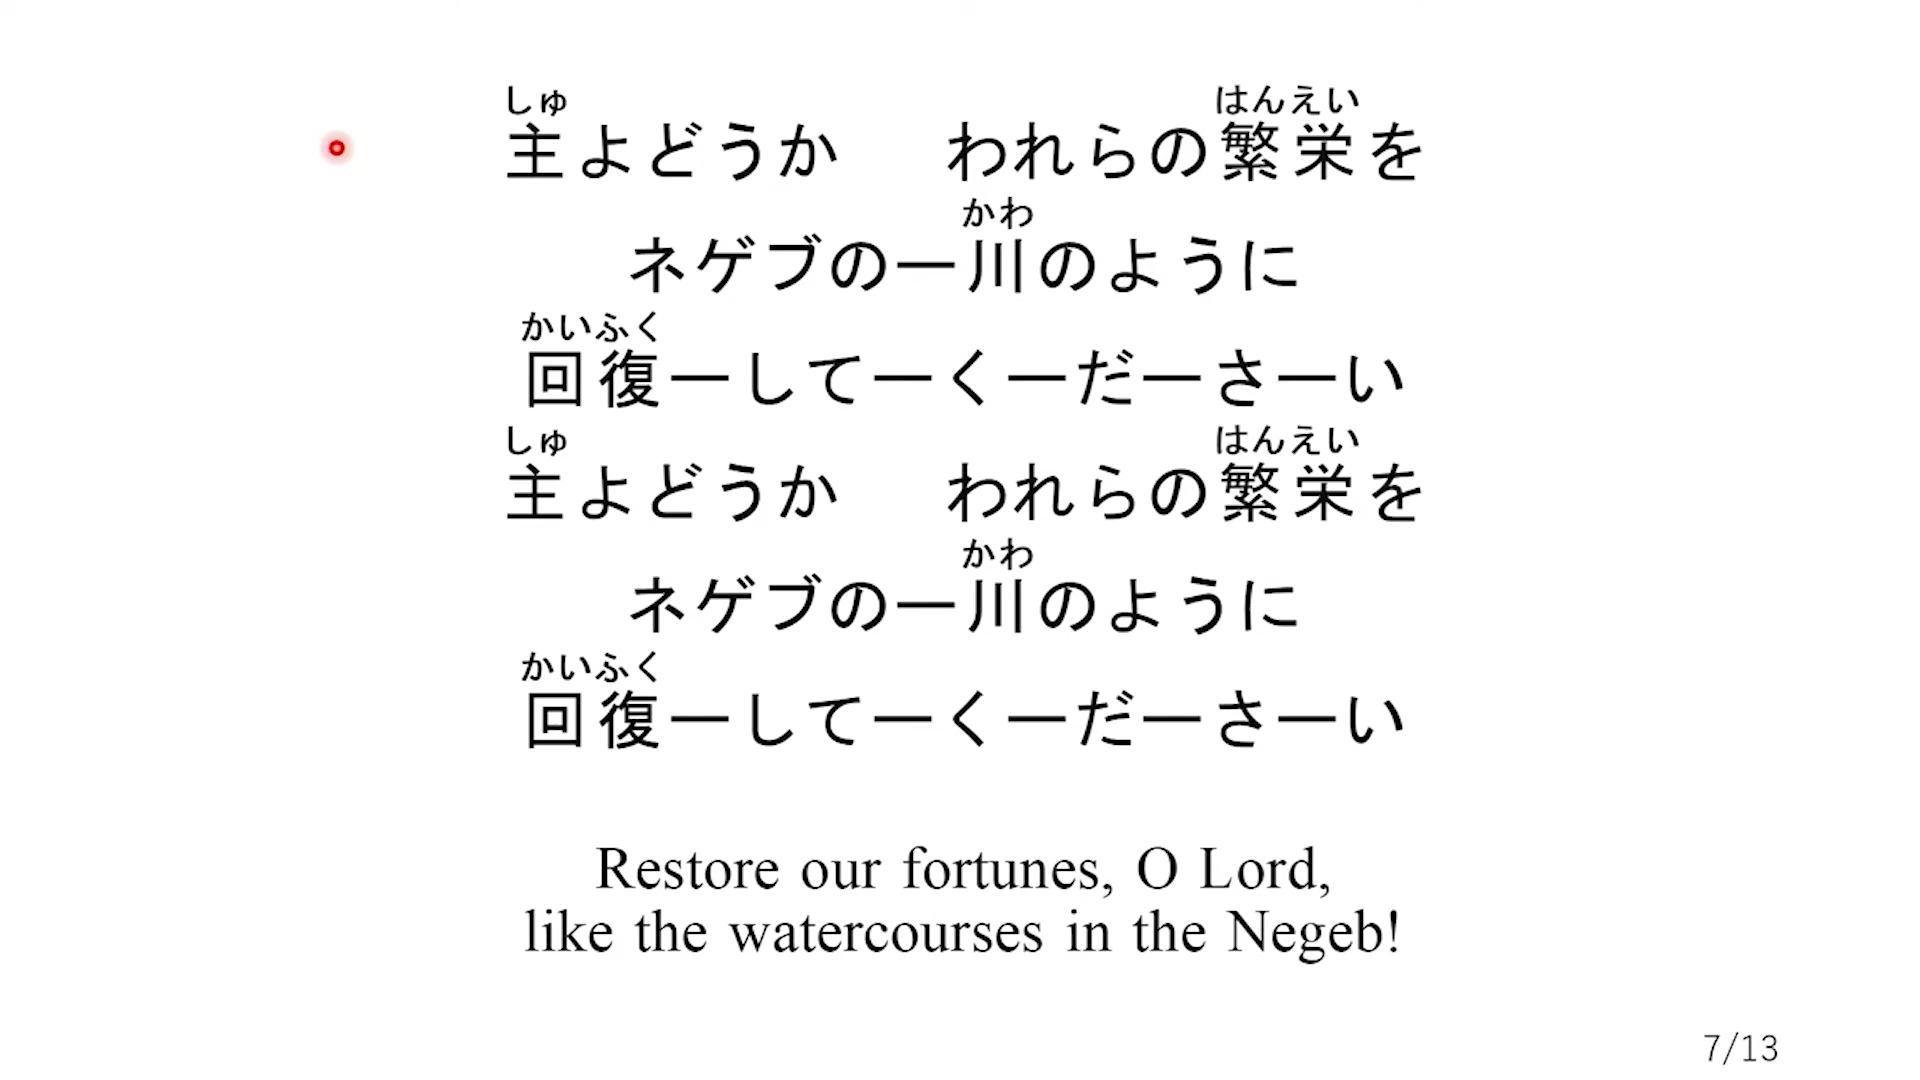 しゅ はんえい
主よどうか　われらの繁栄を
かわ
ネゲブのー川のように
かいふく
回復ーしてーくーだーさーい
しゅ はんえい
主よどうか　われらの繁栄を
かわ
ネゲブのー川のように
かいふく
回復ーしてーくーだーさーい
Restore our fortunes, O Lord,
like the watercourses in the Negeb!
7/13